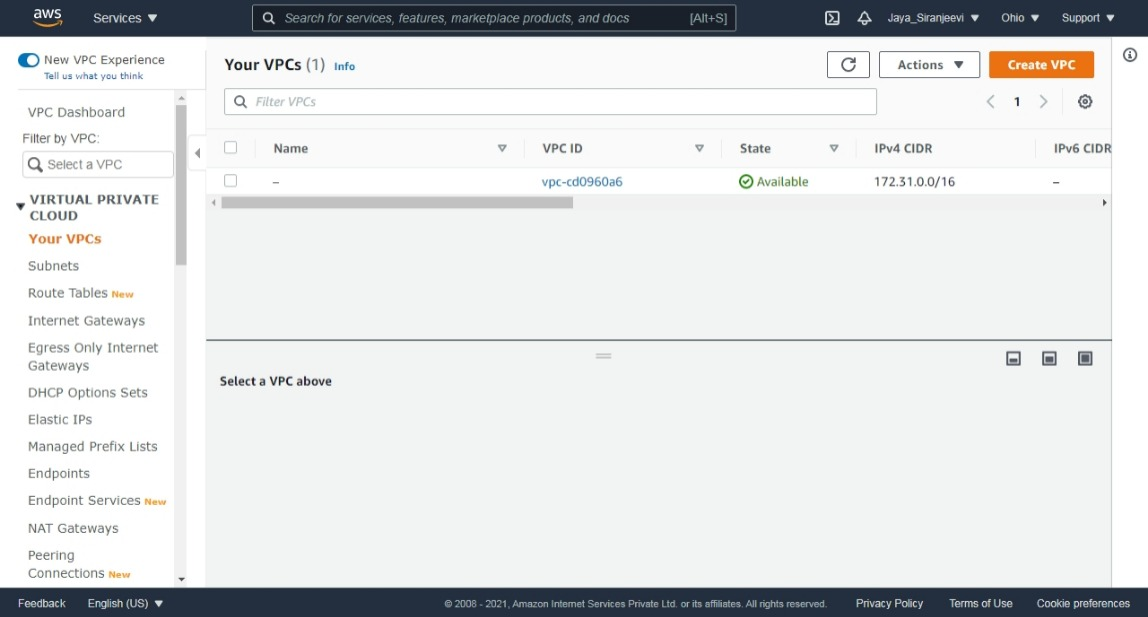 aws Services Search for services, features, marketplace products, and docs [Alt+S] Jaya_Siranjeevi Ohio Support
New VPC Experience
Tell us what you think
VPC Dashboard
Filter by VPC:
Select a VPC
VIRTUAL PRIVATE
CLOUD
Your VPCs
Subnets
Route Tables New
Internet Gateways
Egress Only Internet
Gateways
DHCP Options Sets
Elastic IPs
Managed Prefix Lists
Endpoints
Endpoint Services New
NAT Gateways
Peering
Connections New
Your VPCs (1) Info Actions Create VPC
Filter VPCs 1
Name VPC ID State IPv4 CIDR IPv6 CIDR
– vpc-cd0960a6 Available 172.31.0.0/16 –
Select a VPC above
Feedback English (US) © 2008 - 2021, Amazon Internet Services Private Ltd. or its affiliates. All rights reserved. Privacy Policy Terms of Use Cookie preferences